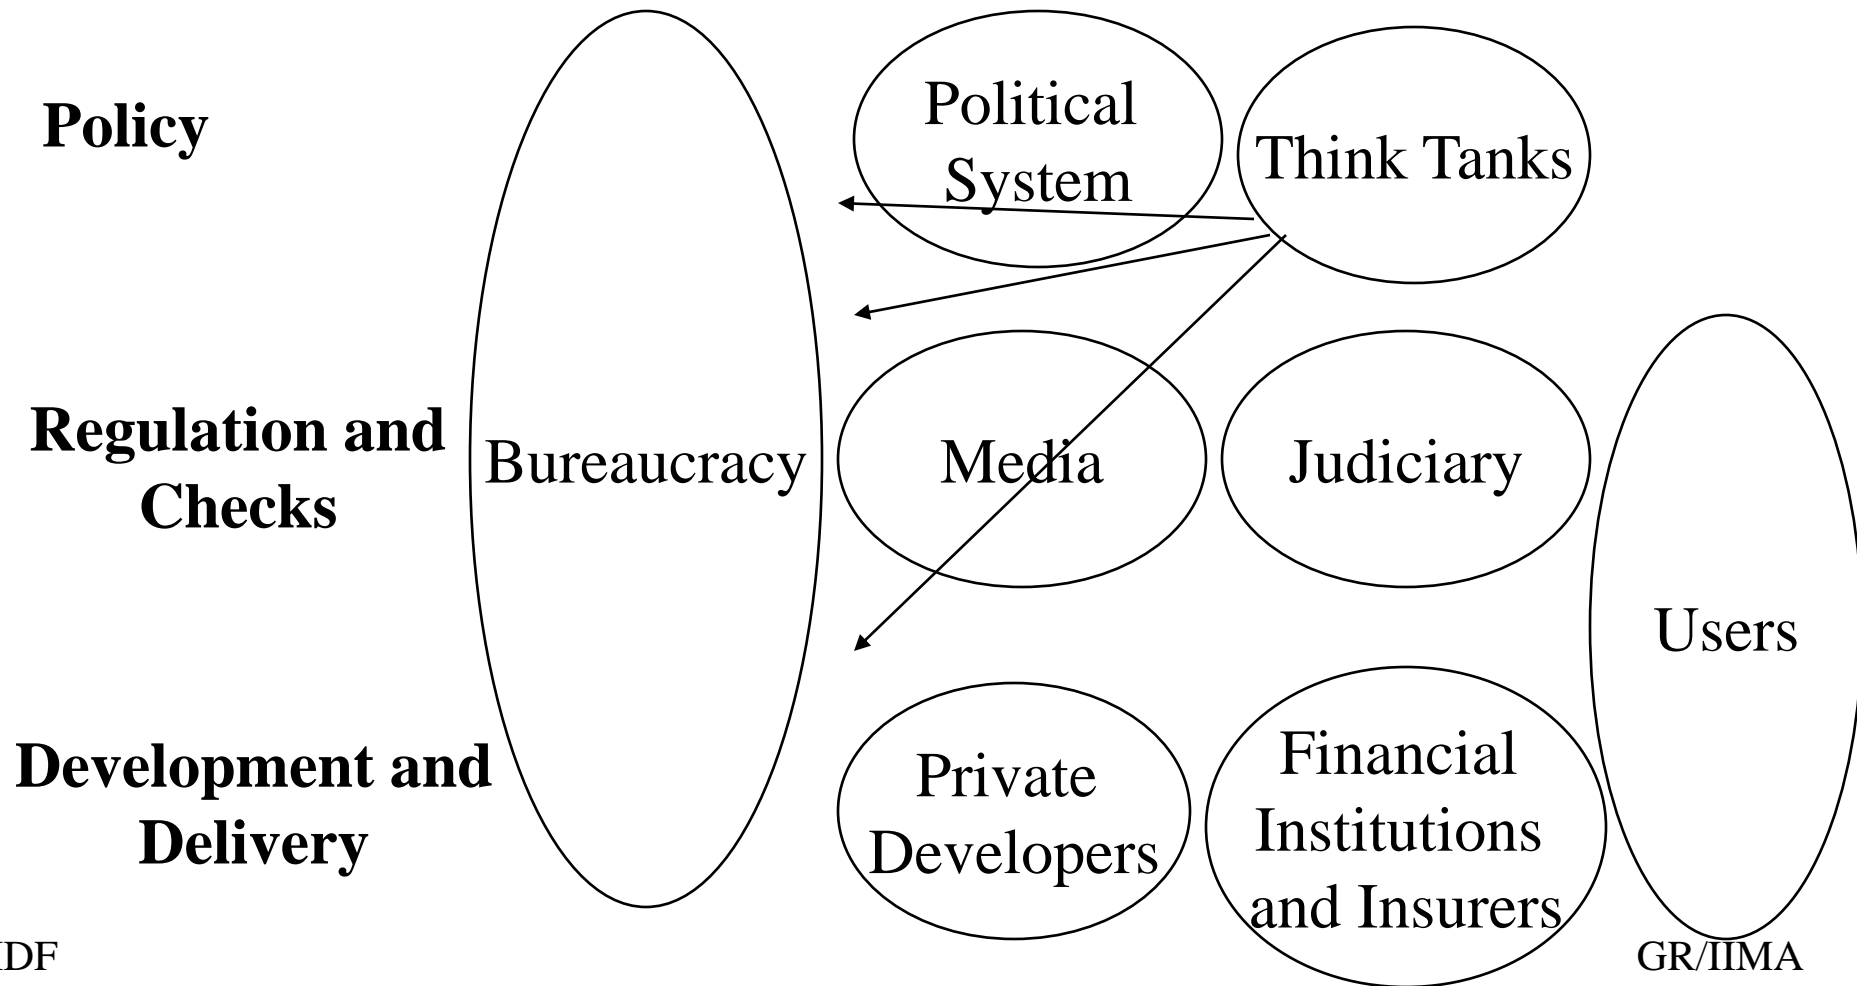 Policy
Political
System
Think Tanks
Regulation and
Checks
Bureaucracy
Media
Judiciary
Users
Development and
Delivery
Private
Developers
Financial
Institutions
and Insurers
GR/IIMA